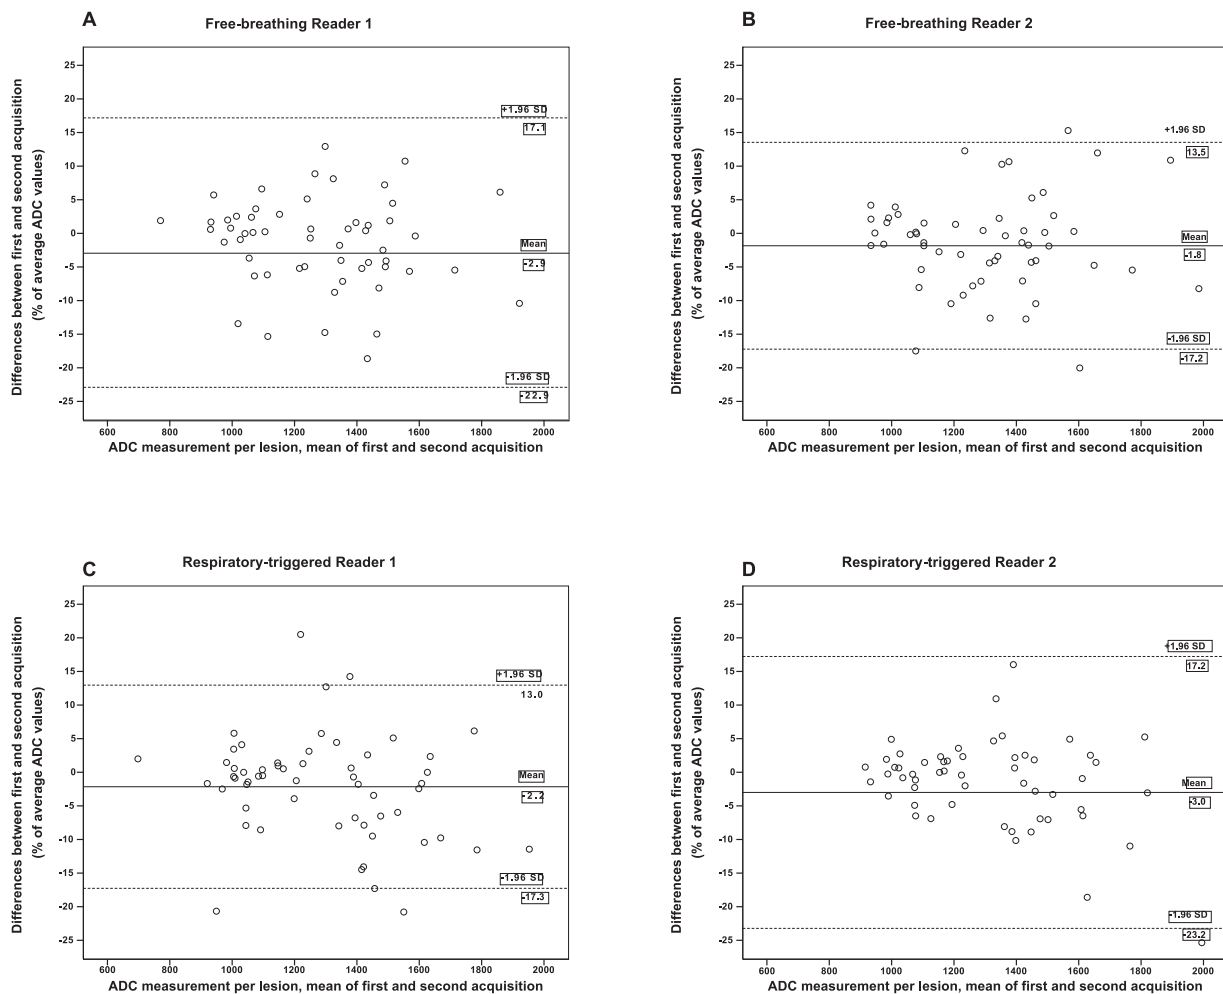 A
Free-breathing Reader 1
Differences between first and second acquisition
(% of average ADC values)
25
20
15
10
5
0
-5
-10
-15
-20
-25
+1.96 SD
17.1
Mean
-2.9
-1.96 SD
-22.9
600 800 1000 1200 1400 1600 1800 2000
ADC measurement per lesion, mean of first and second acquisition
B
Free-breathing Reader 2
Differences between first and second acquisition
(% of average ADC values)
25
20
15
10
5
0
-5
-10
-15
-20
-25
+1.96 SD
13.5
Mean
-1.8
-1.96 SD
-17.2
600 800 1000 1200 1400 1600 1800 2000
ADC measurement per lesion, mean of first and second acquisition
C
Respiratory-triggered Reader 1
Differences between first and second acquisition
(% of average ADC values)
25
20
15
10
5
0
-5
-10
-15
-20
-25
+1.96 SD
13.0
Mean
-2.2
-1.96 SD
-17.3
600 800 1000 1200 1400 1600 1800 2000
ADC measurement per lesion, mean of first and second acquisition
D
Respiratory-triggered Reader 2
Differences between first and second acquisition
(% of average ADC values)
25
20
15
10
5
0
-5
-10
-15
-20
-25
+1.96 SD
17.2
Mean
-3.0
-1.96 SD
-23.2
600 800 1000 1200 1400 1600 1800 2000
ADC measurement per lesion, mean of first and second acquisition